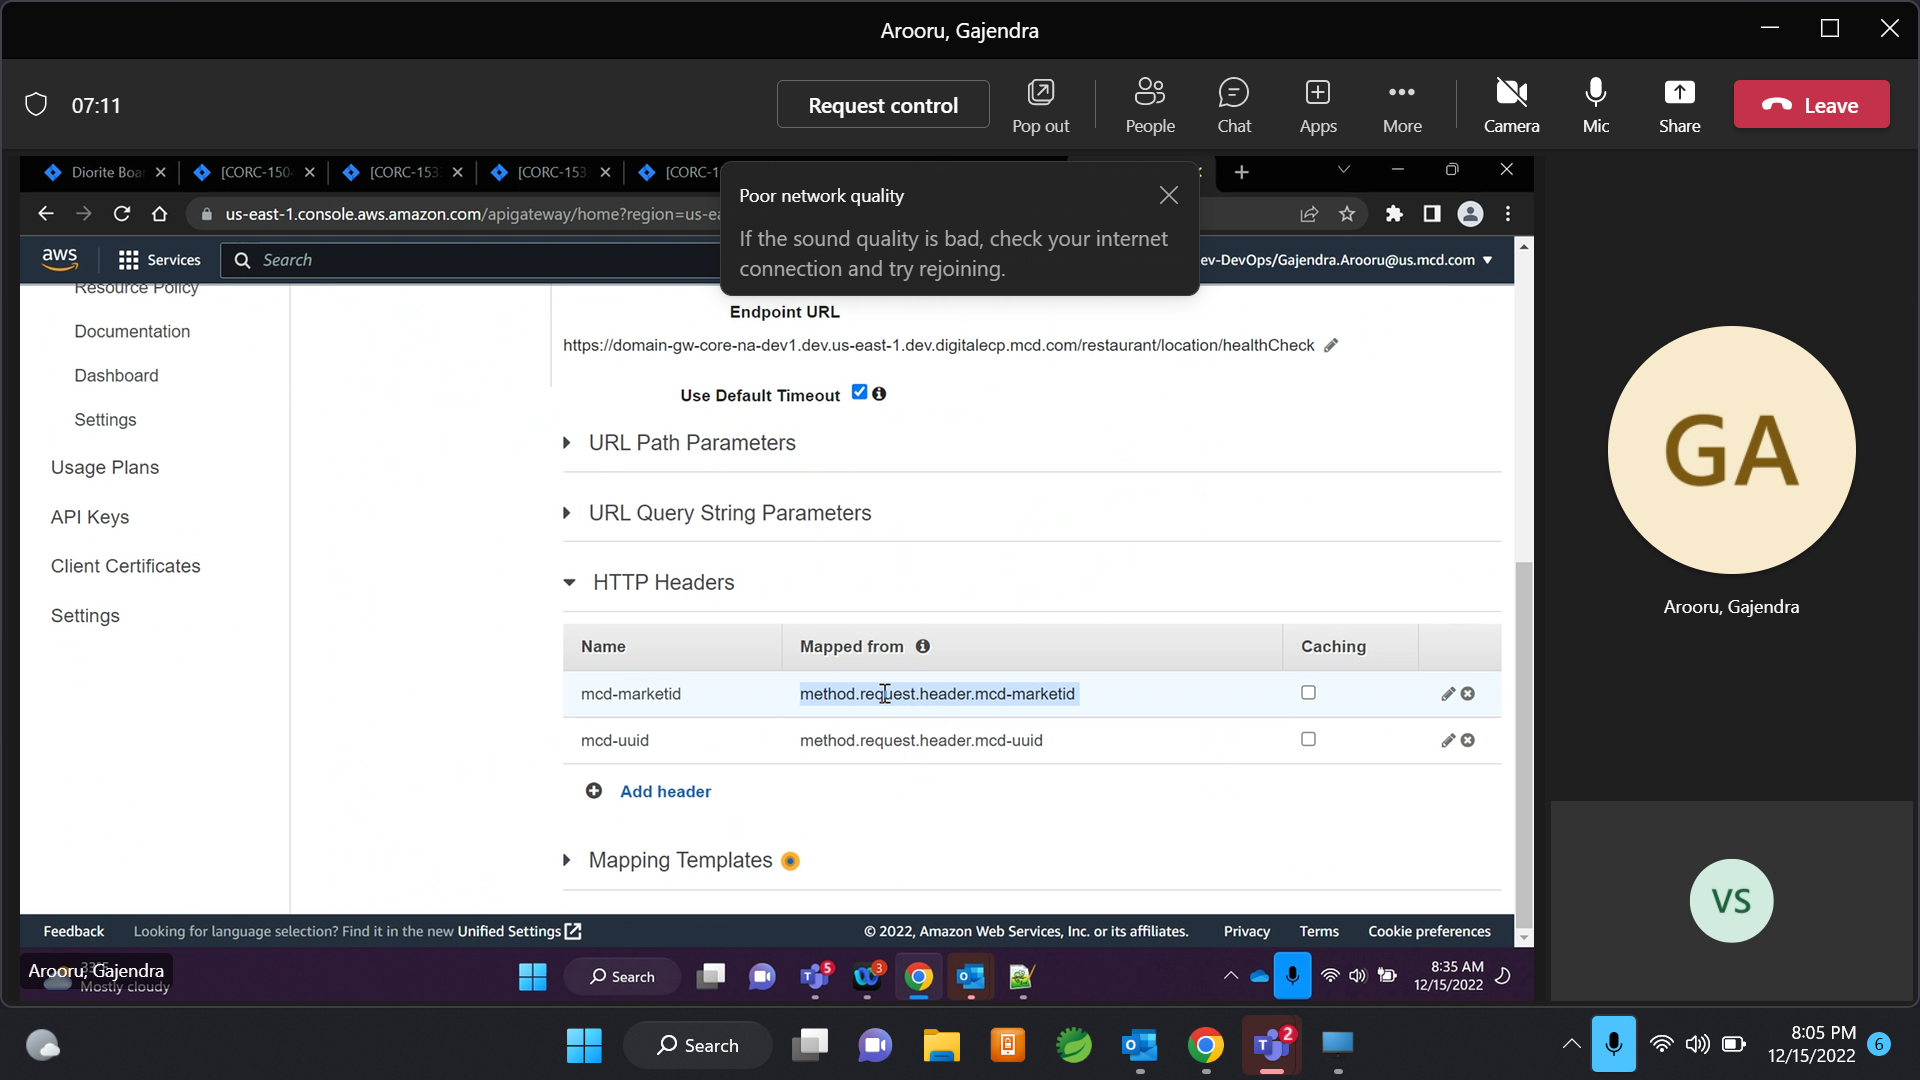 Arooru, Gajendra
07:11
Request control
Pop out
People
Chat
Apps
More
Camera
Mic
Share
Leave
Diorite Boa
[CORC-150
[CORC-153
[CORC-153
[CORC-1
us-east-1.console.aws.amazon.com/apigateway/home?region=us-ea
Poor network quality
If the sound quality is bad, check your internet
connection and try rejoining.
aws
Services
Search
ev-DevOps/Gajendra.Arooru@us.mcd.com
Resource Policy
Documentation
Dashboard
Settings
Usage Plans
API Keys
Client Certificates
Settings
Endpoint URL
https://domain-gw-core-na-dev1.dev.us-east-1.dev.digitalecp.mcd.com/restaurant/location/healthCheck
Use Default Timeout
URL Path Parameters
URL Query String Parameters
HTTP Headers
Name Mapped from Caching
mcd-marketid method.request.header.mcd-marketid
mcd-uuid method.request.header.mcd-uuid
Add header
Mapping Templates
Feedback Looking for language selection? Find it in the new Unified Settings © 2022, Amazon Web Services, Inc. or its affiliates. Privacy Terms Cookie preferences
GA
Arooru, Gajendra
VS
Arooru, Gajendra
Mostly cloudy
Search
5
3
8:35 AM
12/15/2022
Search
2
8:05 PM
12/15/2022
6